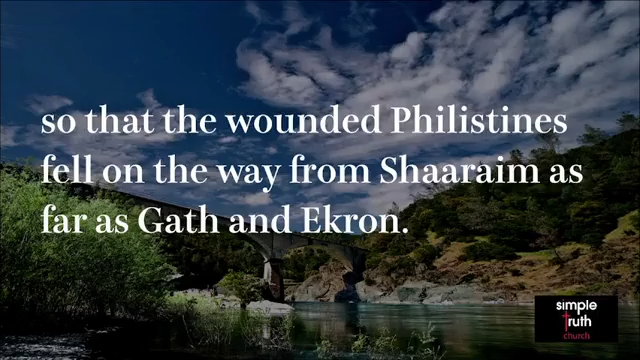 so that the wounded Philistines
fell on the way from Shaaraim as
far as Gath and Ekron.
simple
truth
church